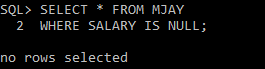 SQL> SELECT * FROM MJAY
2 WHERE SALARY IS NULL;
no rows selected